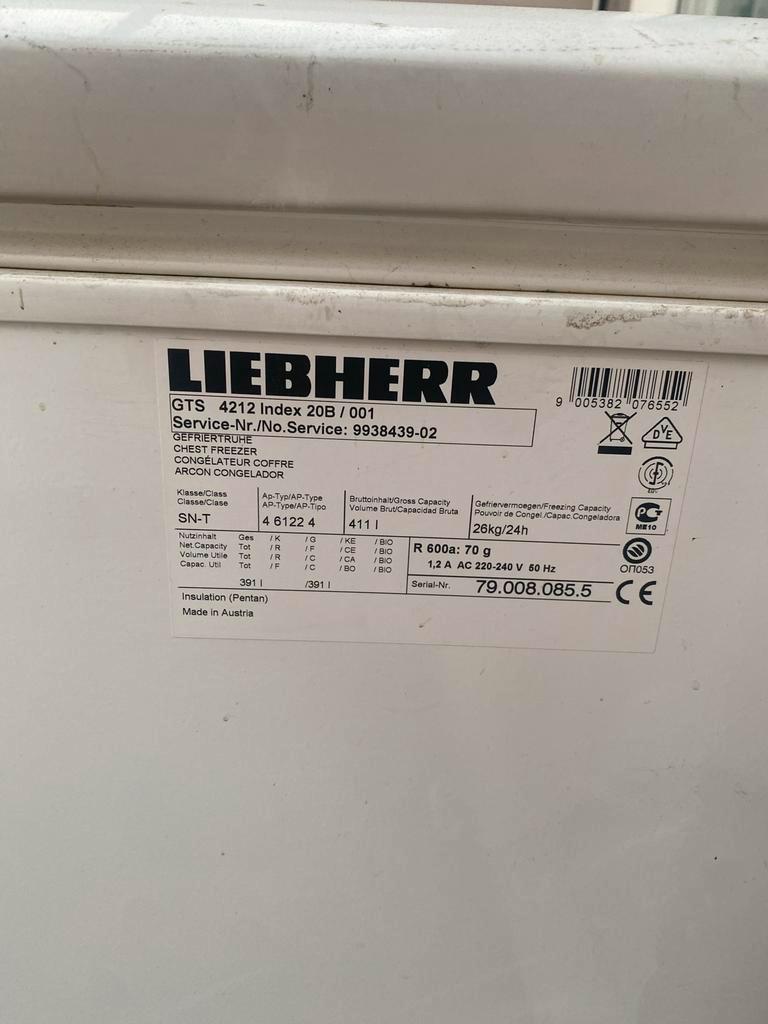 LIEBHERR
9 005382 076552
GTS 4212 Index 20B / 001
Service-Nr./No.Service: 9938439-02
GEFRIERTRUHE
CHEST FREEZER
CONGÉLATEUR COFFRE
ARCON CONGELADOR
DVE
Klasse/Class
Classe/Clase
SN-T
Ap-Typ/AP-Type
AP-Type/AP-Tipo
4 6122 4
Bruttoinhalt/Gross Capacity
Volume Brut/Capacidad Bruta
411 l
Gefriervermoegen/Freezing Capacity
Pouvoir de Congel./Capac.Congeladora
26kg/24h
PG
ME10
Nutzinhalt Ges / K / G / KE / BIO
Net.Capacity Tot / R / F / CE / BIO
Volume Utile Tot / R / C / CA / BIO
Capac. Util Tot / F / C / BO / BIO
391 l /391 l
R 600a: 70 g
1,2 A AC 220-240 V 50 Hz
Serial-Nr. 79.008.085.5
ОП053
CE
Insulation (Pentan)
Made in Austria